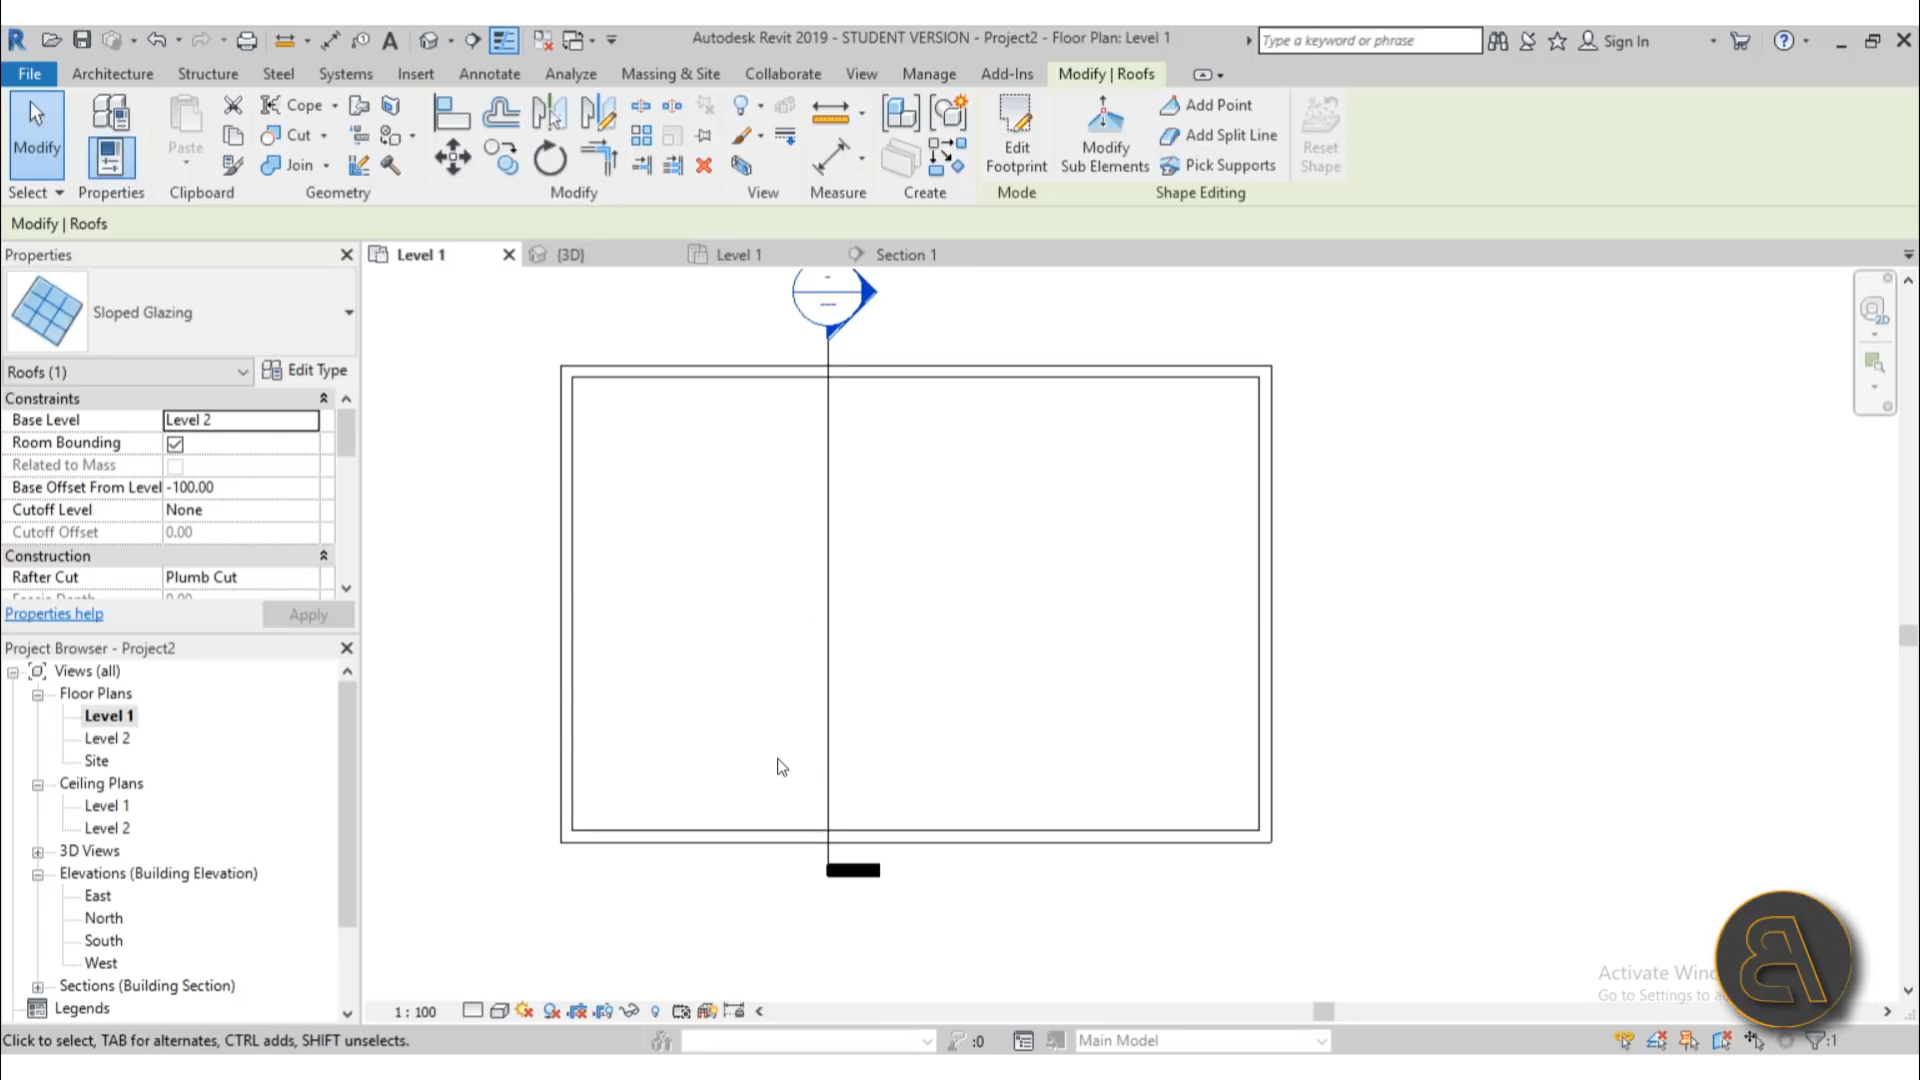 Autodesk Revit 2019 - STUDENT VERSION - Project2 - Floor Plan: Level 1
Type a keyword or phrase
Sign In
File Architecture Structure Steel Systems Insert Annotate Analyze Massing & Site Collaborate View Manage Add-Ins Modify | Roofs
Modify
Select
Properties
Paste
Clipboard
Cope
Cut
Join
Geometry
Modify
View
Measure
Create
Edit
Footprint
Mode
Modify
Sub Elements
Add Point
Add Split Line
Pick Supports
Shape Editing
Reset
Shape
Modify | Roofs
Properties
Level 1
{3D}
Level 1
Section 1
Sloped Glazing
Roofs (1)
Edit Type
Constraints
Base Level Level 2
Room Bounding
Related to Mass
Base Offset From Level -100.00
Cutoff Level None
Cutoff Offset 0.00
Construction
Rafter Cut Plumb Cut
Properties help
Apply
Project Browser - Project2
Views (all)
Floor Plans
Level 1
Level 2
Site
Ceiling Plans
Level 1
Level 2
3D Views
Elevations (Building Elevation)
East
North
South
West
Sections (Building Section)
Legends
1 : 100
2D
Activate Win
Go to Settings to a
Click to select, TAB for alternates, CTRL adds, SHIFT unselects.
:0
Main Model
:1